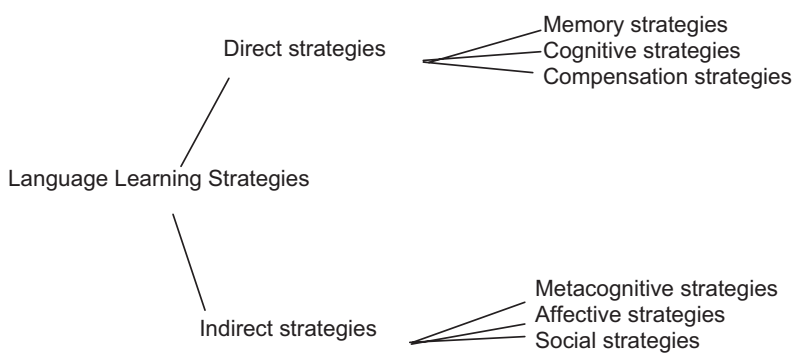 Direct strategies
Memory strategies
Cognitive strategies
Compensation strategies
Language Learning Strategies
Indirect strategies
Metacognitive strategies
Affective strategies
Social strategies